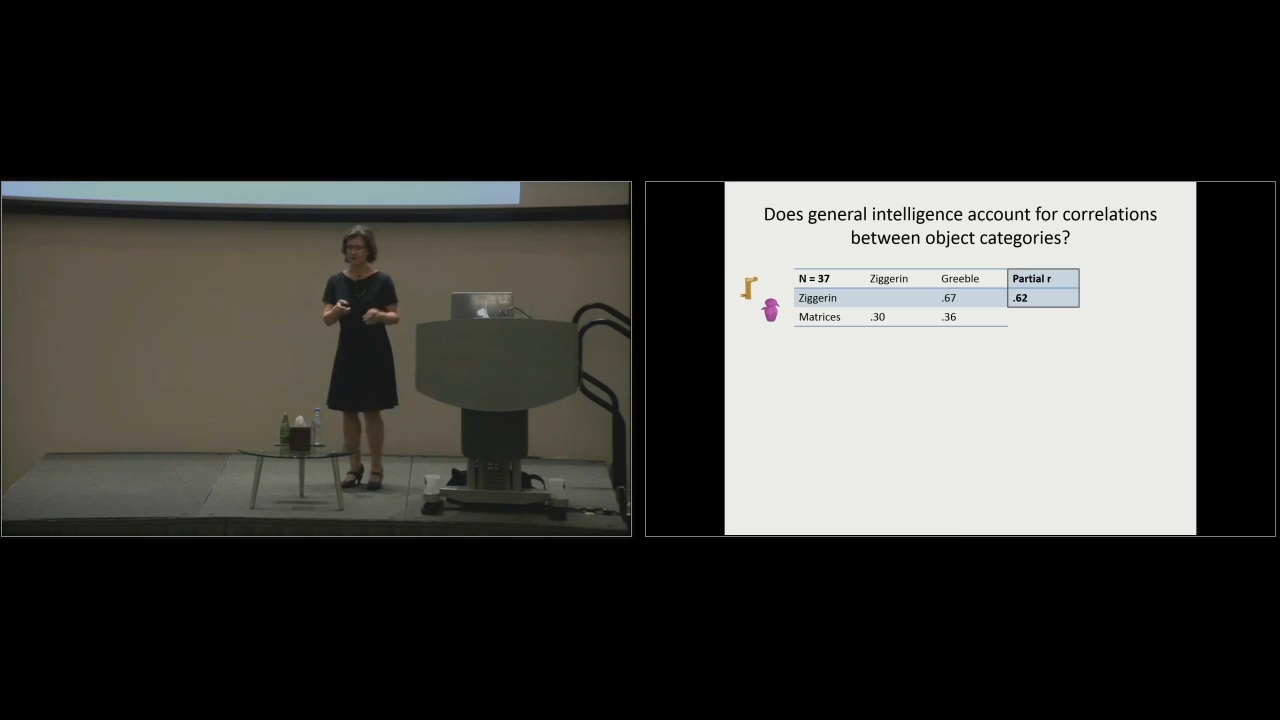 Does general intelligence account for correlations
between object categories?
N = 37 Ziggerin Greeble Partial r
Ziggerin .67 .62
Matrices .30 .36